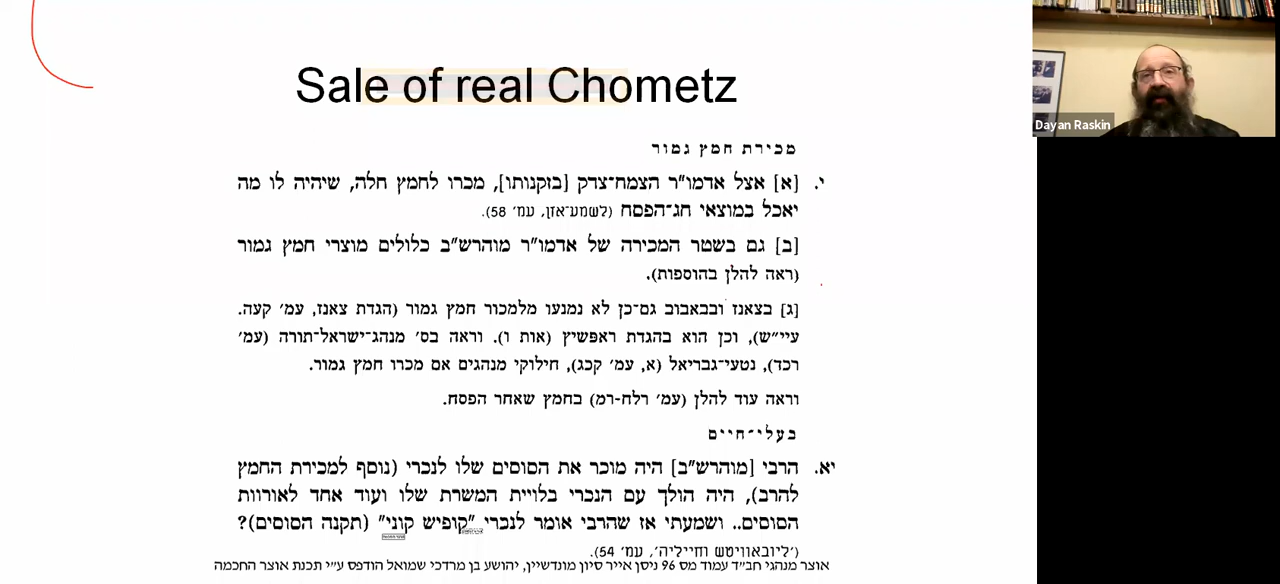 Sale of real Chometz
Dayan Raskin
מכירת חמץ גמור
י. [א] אצל אדמו"ר הצמח־צדק [בזקנותו], מכרו לחמץ חלה, שיהיה לו מה
יאכל במוצאי חג־הפסח (לשמע־אזן, עמ' 58).
[ב] גם בשטר המכירה של אדמו"ר מוהרש"ב כלולים מוצרי חמץ גמור
(ראה להלן בהוספות).
[ג] בצאנז ובבאבוב גם־כן לא נמנעו מלמכור חמץ גמור (הגדת צאנז, עמ' קעה.
עיי"ש), וכן הוא בהגדת ראפשיץ (אות ו). וראה בס' מנהג־ישראל־תורה (עמ'
רכד), נטעי־גבריאל (א, עמ' קכג), חילוקי מנהגים אם מכרו חמץ גמור.
וראה עוד להלן (עמ' רלח-רמ) בחמץ שאחר הפסח.
בעלי־חיים
יא. הרבי [מוהרש"ב] היה מוכר את הסוסים שלו לנכרי (נוסף למכירת החמץ
להרב), היה הולך עם הנכרי בלויית המשרת שלו ועוד אחד לאורוות
הסוסים.. ושמעתי אז שהרבי אומר לנכרי "קופיש קוני" (תקנה הסוסים)?
('ליובאוויטש וחייליה', עמ' 54).
אוצר מנהגי חב"ד עמוד מס 96 ניסן אייר סיון מונדשיין, יהושע בן מרדכי שמואל הודפס ע"י תכנת אוצר החכמה